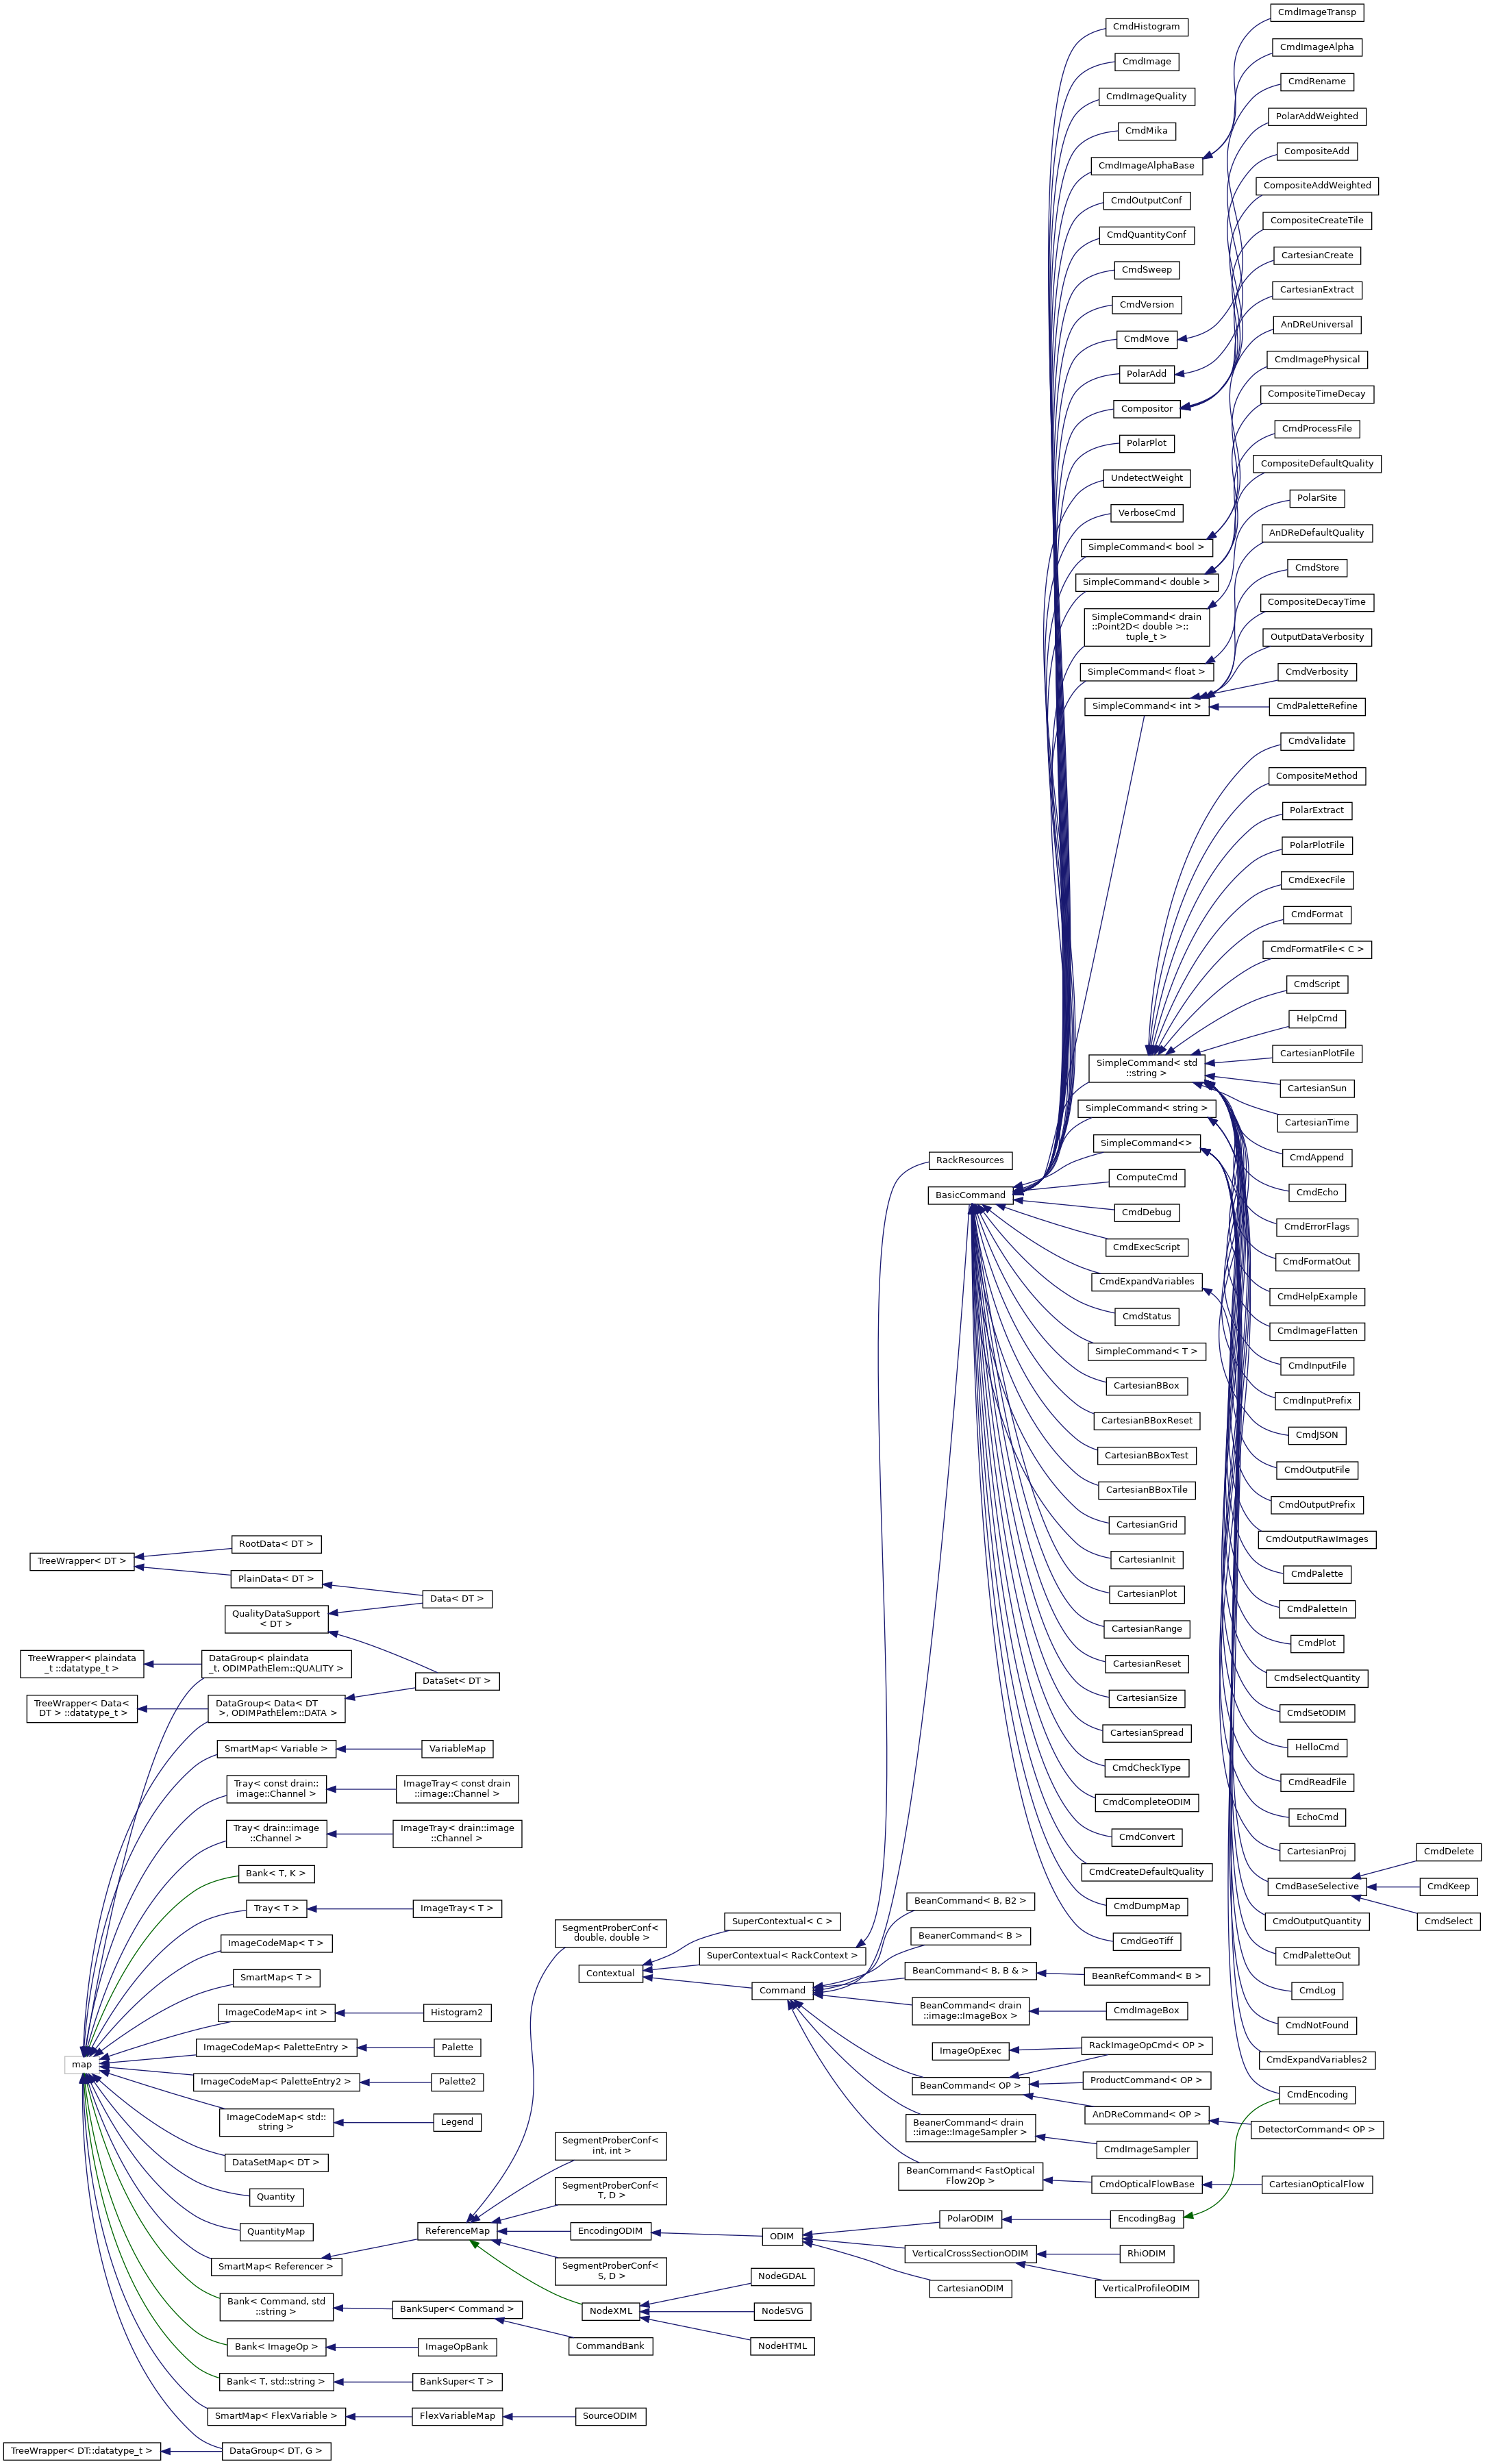 CmdImageTransp
CmdHistogram
CmdImageAlpha
CmdImage
CmdRename
CmdImageQuality
PolarAddWeighted
CmdMika
CompositeAdd
CmdImageAlphaBase
CompositeAddWeighted
CmdOutputConf
CompositeCreateTile
CmdQuantityConf
CartesianCreate
CmdSweep
CartesianExtract
CmdVersion
AnDReUniversal
CmdMove
CmdImagePhysical
PolarAdd
CompositeTimeDecay
Compositor
CmdProcessFile
PolarPlot
CompositeDefaultQuality
UndetectWeight
PolarSite
VerboseCmd
AnDReDefaultQuality
SimpleCommand< bool >
CmdStore
SimpleCommand< double >
CompositeDecayTime
SimpleCommand< drain
::Point2D< double >::
tuple_t >
OutputDataVerbosity
SimpleCommand< float >
CmdVerbosity
SimpleCommand< int >
CmdPaletteRefine
CmdValidate
CompositeMethod
PolarExtract
PolarPlotFile
CmdExecFile
CmdFormat
CmdFormatFile< C >
CmdScript
HelpCmd
SimpleCommand< std
::string >
CartesianPlotFile
CartesianSun
SimpleCommand< string >
CartesianTime
SimpleCommand<>
CmdAppend
RackResources
ComputeCmd
CmdEcho
BasicCommand
CmdDebug
CmdErrorFlags
CmdExecScript
CmdFormatOut
CmdExpandVariables
CmdHelpExample
CmdStatus
CmdImageFlatten
SimpleCommand< T >
CmdInputFile
CartesianBBox
CmdInputPrefix
CartesianBBoxReset
CmdJSON
CartesianBBoxTest
CmdOutputFile
CartesianBBoxTile
CmdOutputPrefix
CartesianGrid
CmdOutputRawImages
CartesianInit
CmdPalette
CartesianPlot
CmdPaletteIn
CartesianRange
CmdPlot
CartesianReset
CmdSelectQuantity
CartesianSize
CmdSetODIM
CartesianSpread
HelloCmd
CmdCheckType
CmdReadFile
CmdCompleteODIM
EchoCmd
CmdConvert
CartesianProj
CmdCreateDefaultQuality
CmdBaseSelective
CmdDelete
CmdKeep
CmdSelect
CmdDumpMap
CmdOutputQuantity
CmdGeoTiff
CmdPaletteOut
CmdLog
CmdNotFound
CmdExpandVariables2
CmdEncoding
RootData< DT >
TreeWrapper< DT >
PlainData< DT >
Data< DT >
QualityDataSupport
< DT >
TreeWrapper< plaindata
_t ::datatype_t >
DataGroup< plaindata
_t, ODIMPathElem::QUALITY >
DataSet< DT >
TreeWrapper< Data<
DT > ::datatype_t >
DataGroup< Data< DT
>, ODIMPathElem::DATA >
SmartMap< Variable >
VariableMap
Tray< const drain::
image::Channel >
ImageTray< const drain
::image::Channel >
Tray< drain::image
::Channel >
ImageTray< drain::image
::Channel >
Bank< T, K >
Tray< T >
ImageTray< T >
ImageCodeMap< T >
SmartMap< T >
ImageCodeMap< int >
Histogram2
ImageCodeMap< PaletteEntry >
Palette
map
ImageCodeMap< PaletteEntry2 >
Palette2
ImageCodeMap< std::
string >
Legend
DataSetMap< DT >
Quantity
QuantityMap
SmartMap< Referencer >
Bank< Command, std
::string >
BankSuper< Command >
CommandBank
Bank< ImageOp >
ImageOpBank
Bank< T, std::string >
BankSuper< T >
SmartMap< FlexVariable >
FlexVariableMap
SourceODIM
TreeWrapper< DT::datatype_t >
DataGroup< DT, G >
SegmentProberConf<
double, double >
SuperContextual< C >
SuperContextual< RackContext >
Contextual
Command
BeanCommand< B, B2 >
BeanerCommand< B >
BeanCommand< B, B & >
BeanRefCommand< B >
BeanCommand< drain
::image::ImageBox >
CmdImageBox
ImageOpExec
RackImageOpCmd< OP >
BeanCommand< OP >
ProductCommand< OP >
AnDReCommand< OP >
DetectorCommand< OP >
BeanerCommand< drain
::image::ImageSampler >
CmdImageSampler
BeanCommand< FastOptical
Flow2Op >
CmdOpticalFlowBase
CartesianOpticalFlow
SegmentProberConf<
int, int >
SegmentProberConf<
T, D >
ReferenceMap
EncodingODIM
ODIM
PolarODIM
EncodingBag
VerticalCrossSectionODIM
RhiODIM
CartesianODIM
VerticalProfileODIM
SegmentProberConf<
S, D >
NodeXML
NodeGDAL
NodeSVG
NodeHTML